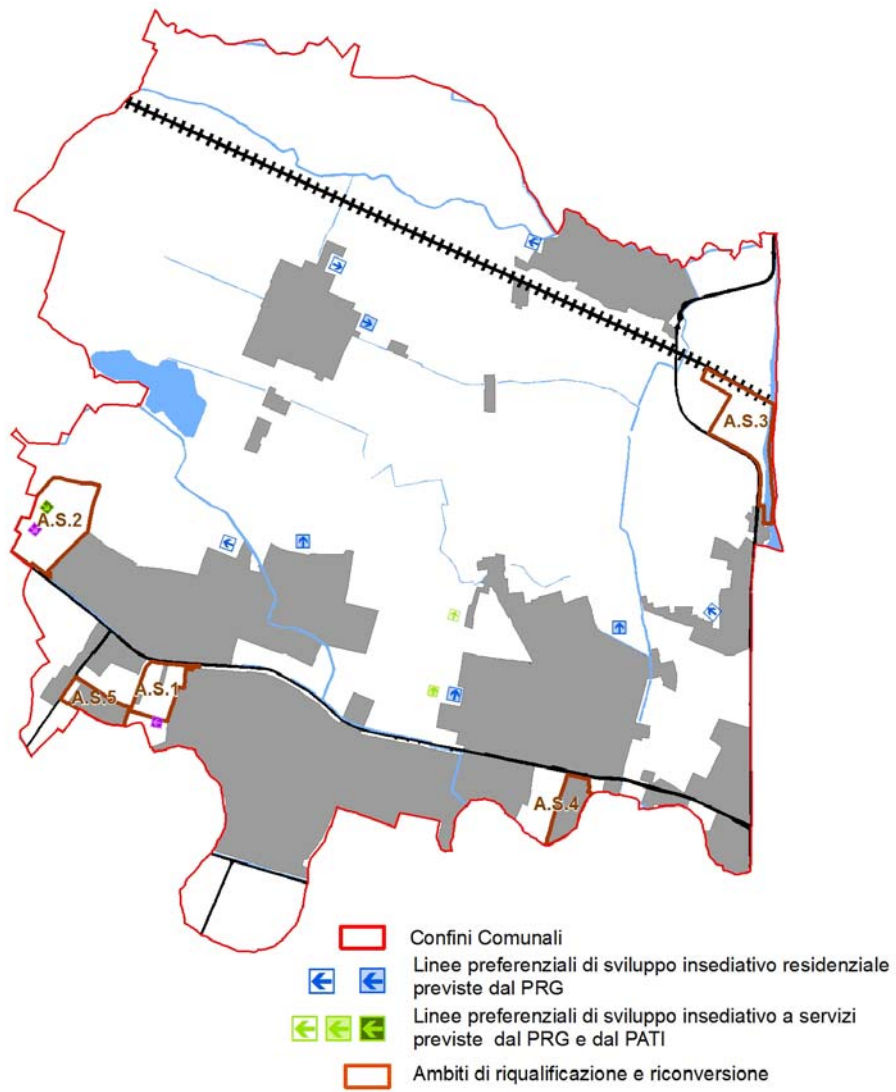 A.S.3
A.S.2
A.S.1
A.S.5
A.S.4
Confini Comunali
Linee preferenziali di sviluppo insediativo residenziale
previste dal PRG
Linee preferenziali di sviluppo insediativo a servizi
previste dal PRG e dal PATI
Ambiti di riqualificazione e riconversione